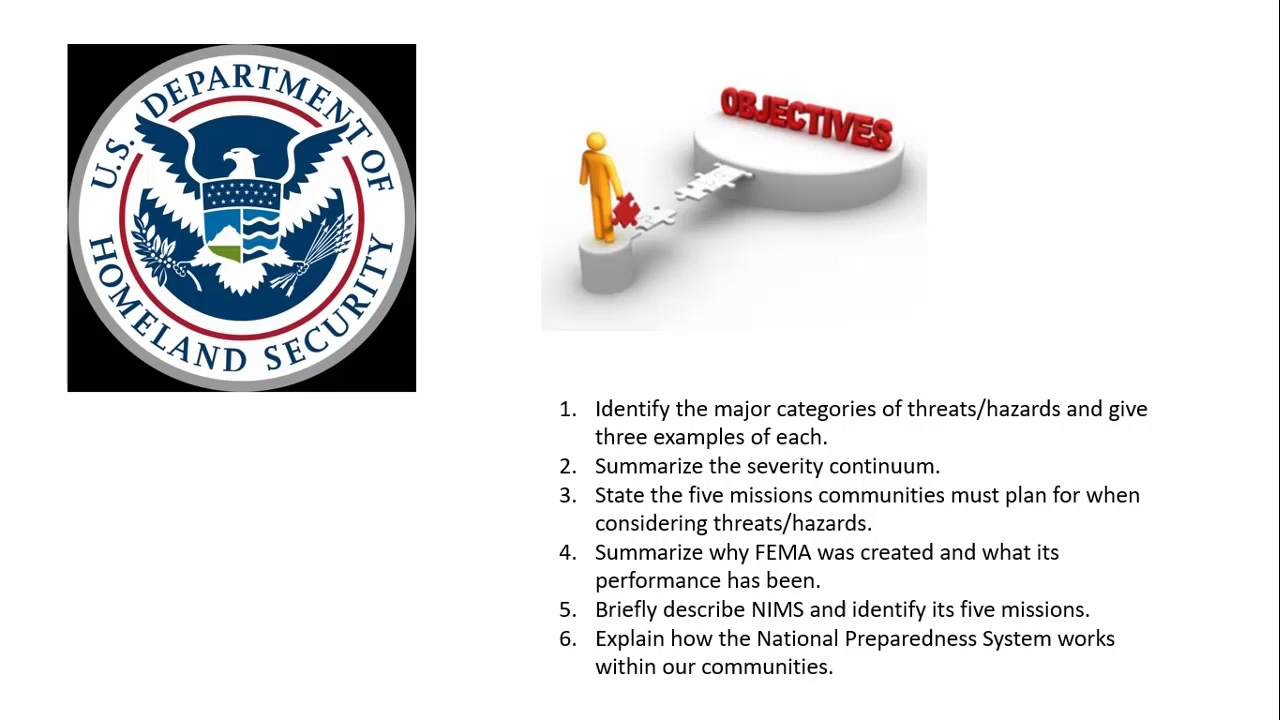 U.S. DEPARTMENT OF
HOMELAND SECURITY
OBJECTIVES
1. Identify the major categories of threats/hazards and give
three examples of each.
2. Summarize the severity continuum.
3. State the five missions communities must plan for when
considering threats/hazards.
4. Summarize why FEMA was created and what its
performance has been.
5. Briefly describe NIMS and identify its five missions.
6. Explain how the National Preparedness System works
within our communities.